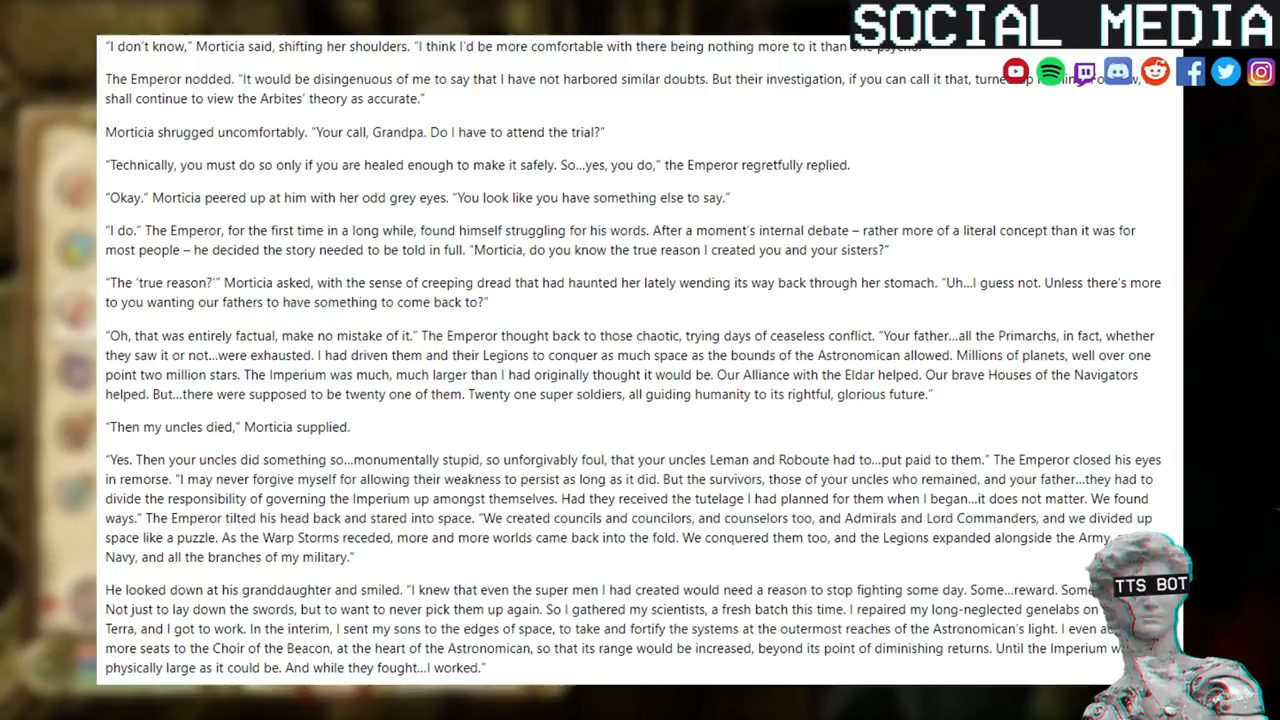 SOCIAL MEDIA
“I don’t know,” Morticia said, shifting her shoulders. “I think I’d be more comfortable with there being nothing more to it than
The Emperor nodded. “It would be disingenuous of me to say that I have not harbored similar doubts. But their investigation, if you can call it that,
shall continue to view the Arbites’ theory as accurate.”
Morticia shrugged uncomfortably. “Your call, Grandpa. Do I have to attend the trial?”
“Technically, you must do so only if you are healed enough to make it safely. So…yes, you do,” the Emperor regretfully replied.
“Okay.” Morticia peered up at him with her odd grey eyes. “You look like you have something else to say.”
“I do.” The Emperor, for the first time in a long while, found himself struggling for his words. After a moment’s internal debate – rather more of a literal concept than it was for
most people – he decided the story needed to be told in full. “Morticia, do you know the true reason I created you and your sisters?”
“The ‘true reason?’” Morticia asked, with the sense of creeping dread that had haunted her lately wending its way back through her stomach. “Uh…I guess not. Unless there’s more
to you wanting our fathers to have something to come back to?”
“Oh, that was entirely factual, make no mistake of it.” The Emperor thought back to those chaotic, trying days of ceaseless conflict. “Your father…all the Primarchs, in fact, whether
they saw it or not…were exhausted. I had driven them and their Legions to conquer as much space as the bounds of the Astronomican allowed. Millions of planets, well over one
point two million stars. The Imperium was much, much larger than I had originally thought it would be. Our Alliance with the Eldar helped. Our brave Houses of the Navigators
helped. But…there were supposed to be twenty one of them. Twenty one super soldiers, all guiding humanity to its rightful, glorious future.”
“Then my uncles died,” Morticia supplied.
“Yes. Then your uncles did something so…monumentally stupid, so unforgivably foul, that your uncles Leman and Roboute had to…put paid to them.” The Emperor closed his eyes
in remorse. “I may never forgive myself for allowing their weakness to persist as long as it did. But the survivors, those of your uncles who remained, and your father…they had to
divide the responsibility of governing the Imperium up amongst themselves. Had they received the tutelage I had planned for them when I began…it does not matter. We found
ways.” The Emperor tilted his head back and stared into space. “We created councils and councilors, and counselors too, and Admirals and Lord Commanders, and we divided up
space like a puzzle. As the Warp Storms receded, more and more worlds came back into the fold. We conquered them too, and the Legions expanded alongside the Army,
Navy, and all the branches of my military.”
He looked down at his granddaughter and smiled. “I knew that even the super men I had created would need a reason to stop fighting some day. Some…reward.
Not just to lay down the swords, but to want to never pick them up again. So I gathered my scientists, a fresh batch this time. I repaired my long-neglected genelabs on
Terra, and I got to work. In the interim, I sent my sons to the edges of space, to take and fortify the systems at the outermost reaches of the Astronomican’s light. I even
more seats to the Choir of the Beacon, at the heart of the Astronomican, so that its range would be increased, beyond its point of diminishing returns. Until the Imperium
physically large as it could be. And while they fought…I worked.”
TTS BOT